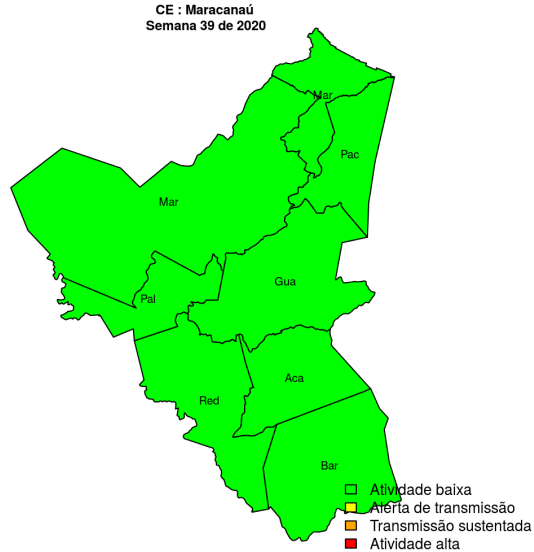 CE : Maracanaú
Semana 39 de 2020
Mar
Pac
Mar
Gua
Pal
Aca
Red
Bar
Atividade baixa
Alerta de transmissão
Transmissão sustentada
Atividade alta